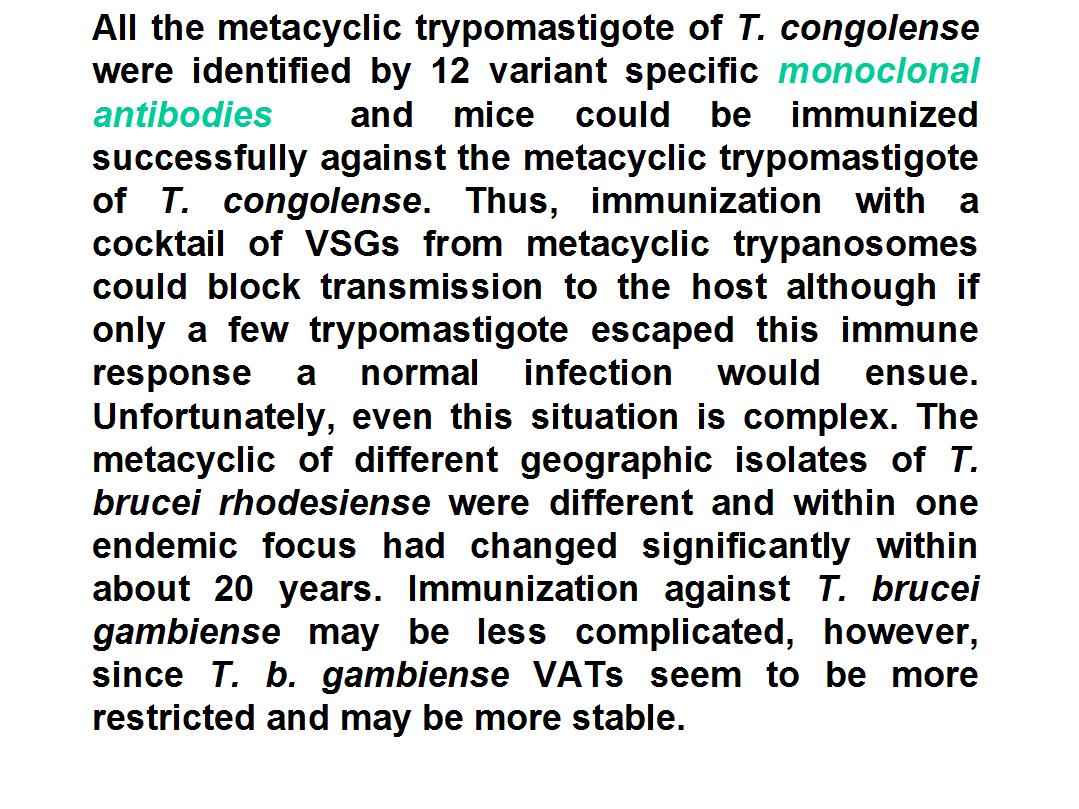 All the metacyclic trypomastigote of T. congolense
were identified by 12 variant specific monoclonal
antibodies and mice could be immunized
successfully against the metacyclic trypomastigote
of T. congolense. Thus, immunization with a
cocktail of VSGs from metacyclic trypanosomes
could block transmission to the host although if
only a few trypomastigote escaped this immune
response a normal infection would ensue.
Unfortunately, even this situation is complex. The
metacyclic of different geographic isolates of T.
brucei rhodesiense were different and within one
endemic focus had changed significantly within
about 20 years. Immunization against T. brucei
gambiense may be less complicated, however,
since T. b. gambiense VATs seem to be more
restricted and may be more stable.